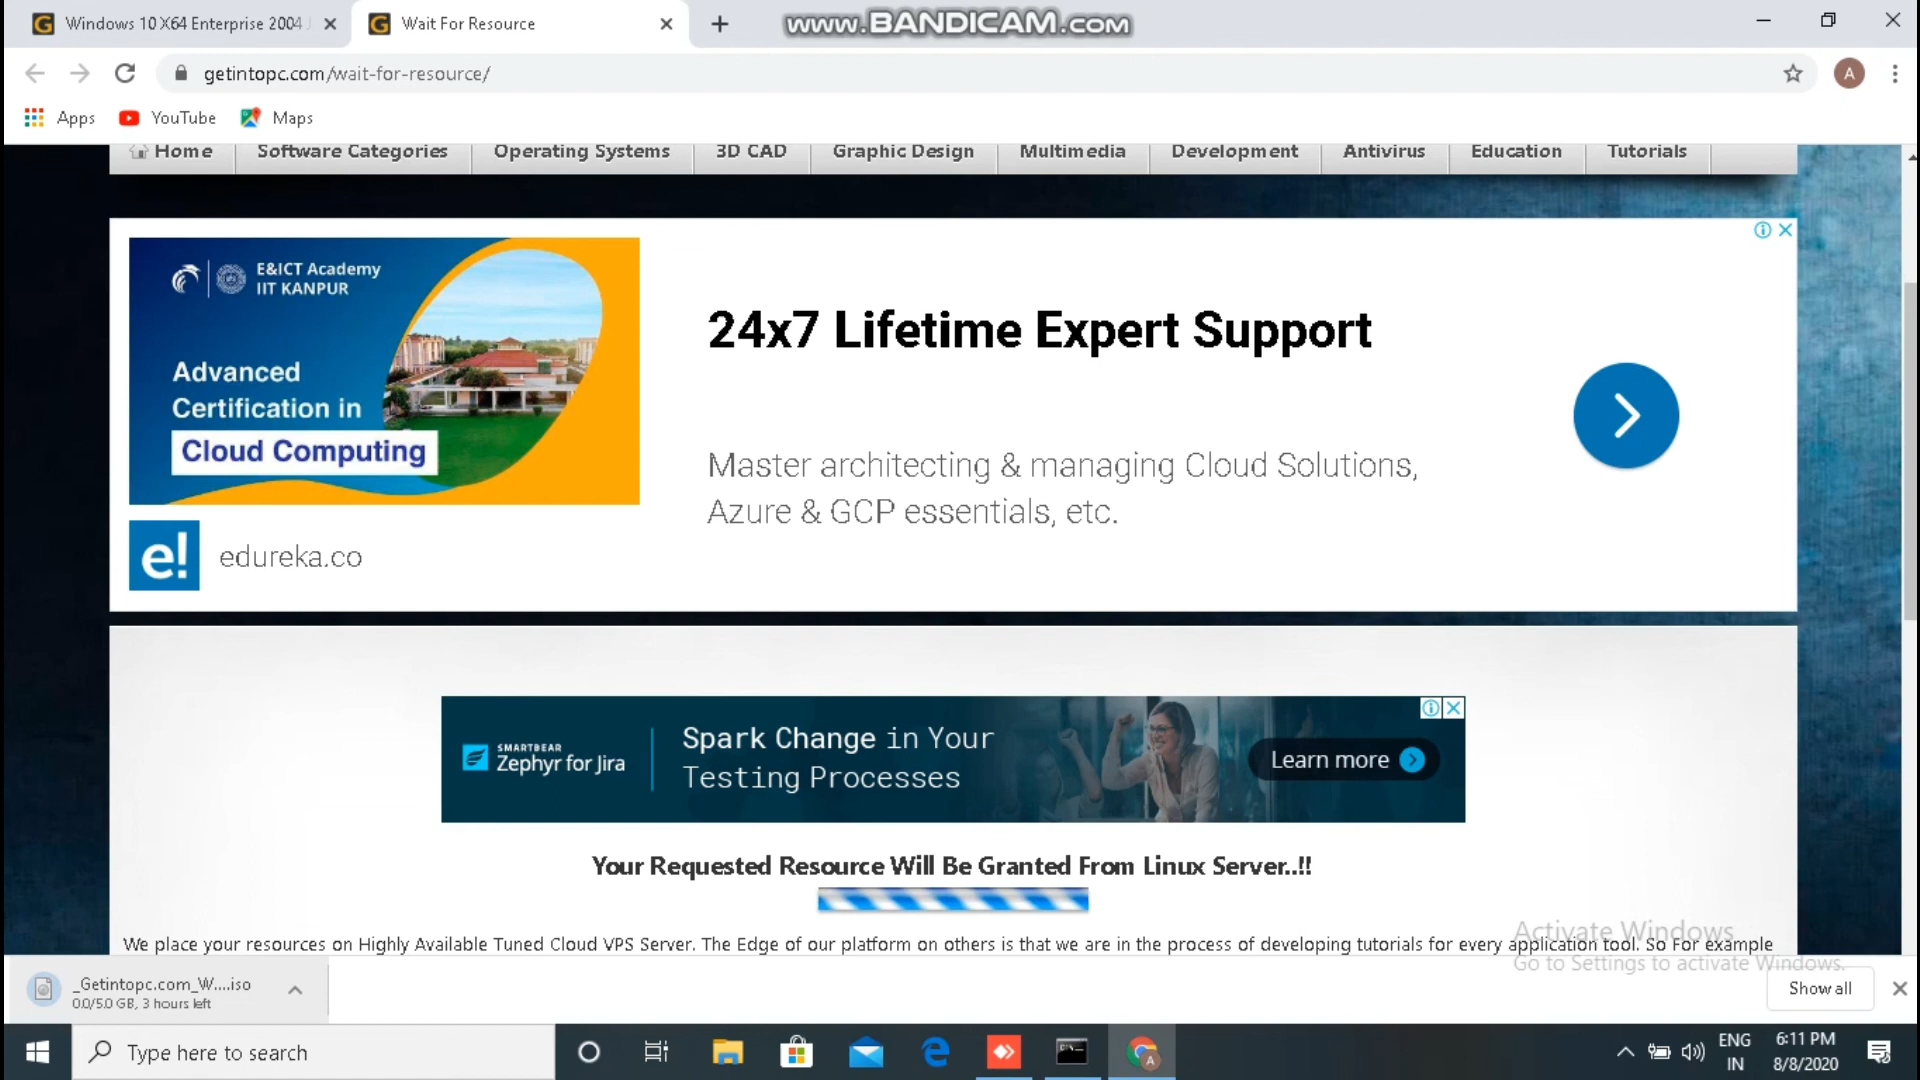 Windows 10 X64 Enterprise 2004
Wait For Resource
www.BANDICAM.com
getintopc.com/wait-for-resource/
A
Apps
YouTube
Maps
Home
Software Categories
Operating Systems
3D CAD
Graphic Design
Multimedia
Development
Antivirus
Education
Tutorials
E&ICT Academy
IIT KANPUR
Advanced
Certification in
Cloud Computing
e!
edureka.co
24x7 Lifetime Expert Support
Master architecting & managing Cloud Solutions,
Azure & GCP essentials, etc.
SMARTBEAR
Zephyr for Jira
Spark Change in Your
Testing Processes
Learn more
Your Requested Resource Will Be Granted From Linux Server..!!
We place your resources on Highly Available Tuned Cloud VPS Server. The Edge of our platform on others is that we are in the process of developing tutorials for every application tool. So For example
Activate Windows
Go to Settings to activate Windows.
_Getintopc.com_W....iso
0.0/5.0 GB, 3 hours left
Show all
Type here to search
ENG
IN
6:11 PM
8/8/2020